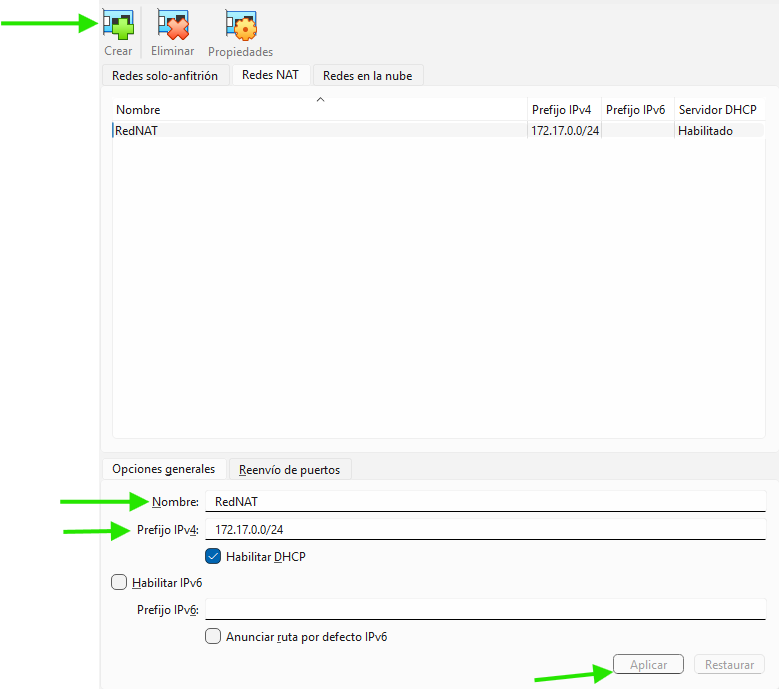 Crear Eliminar Propiedades
Redes solo-anfitrión Redes NAT Redes en la nube
Nombre Prefijo IPv4 Prefijo IPv6 Servidor DHCP
RedNAT 172.17.0.0/24 Habilitado
Opciones generales Reenvío de puertos
Nombre: RedNAT
Prefijo IPv4: 172.17.0.0/24
Habilitar DHCP
Habilitar IPv6
Prefijo IPv6:
Anunciar ruta por defecto IPv6
Aplicar Restaurar